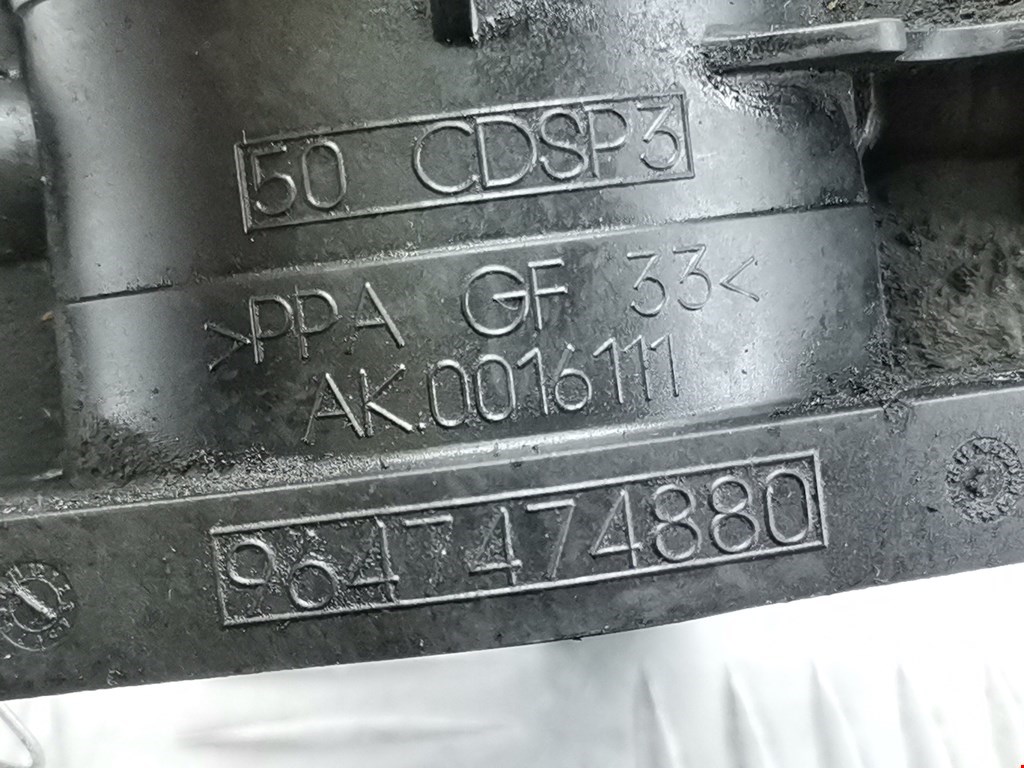 50 CDSP3
>PPA GF 33<
AK.0016111
9647474880